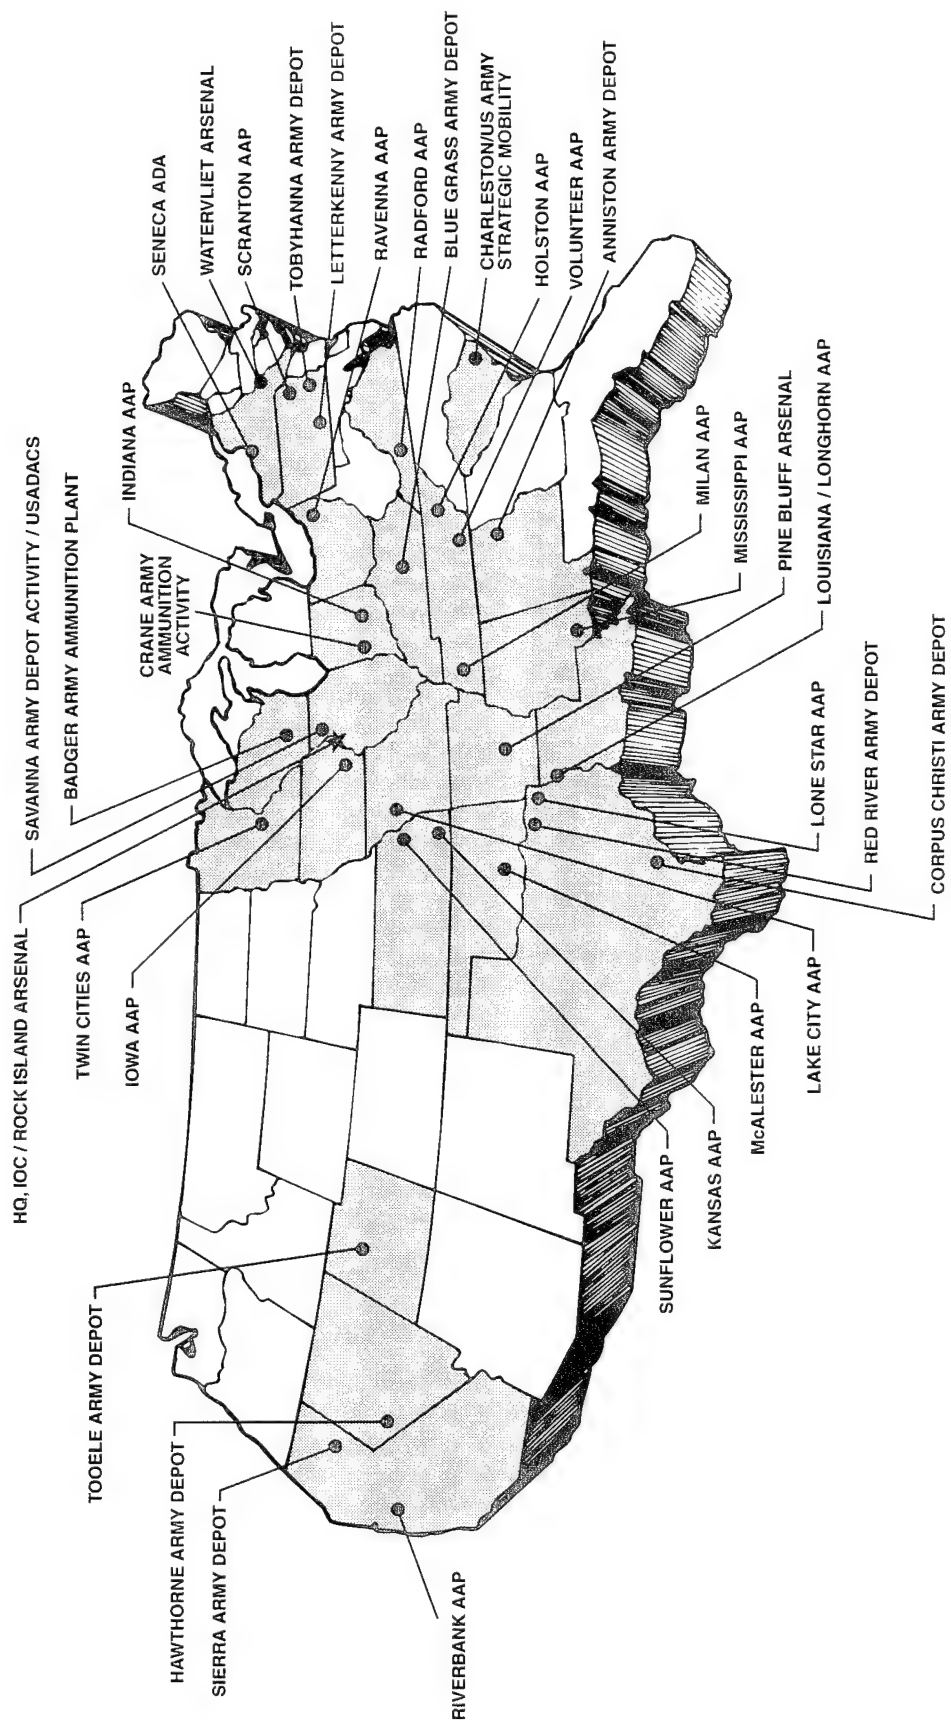 HQ, IOC / ROCK ISLAND ARSENAL
SAVANNA ARMY DEPOT ACTIVITY / USADACS
BADGER ARMY AMMUNITION PLANT
TWIN CITIES AAP
IOWA AAP
INDIANA AAP
CRANE ARMY
AMMUNITION
ACTIVITY
TOOELE ARMY DEPOT
HAWTHORNE ARMY DEPOT
SIERRA ARMY DEPOT
RIVERBANK AAP
SENECA ADA
WATERVLIET ARSENAL
SCRANTON AAP
TOBYHANNA ARMY DEPOT
LETTERKENNY ARMY DEPOT
RAVENNA AAP
RADFORD AAP
BLUE GRASS ARMY DEPOT
CHARLESTON/US ARMY
STRATEGIC MOBILITY
HOLSTON AAP
VOLUNTEER AAP
ANNISTON ARMY DEPOT
MILAN AAP
MISSISSIPPI AAP
PINE BLUFF ARSENAL
LOUISIANA / LONGHORN AAP
SUNFLOWER AAP
KANSAS AAP
McALESTER AAP
LAKE CITY AAP
LONE STAR AAP
RED RIVER ARMY DEPOT
CORPUS CHRISTI ARMY DEPOT